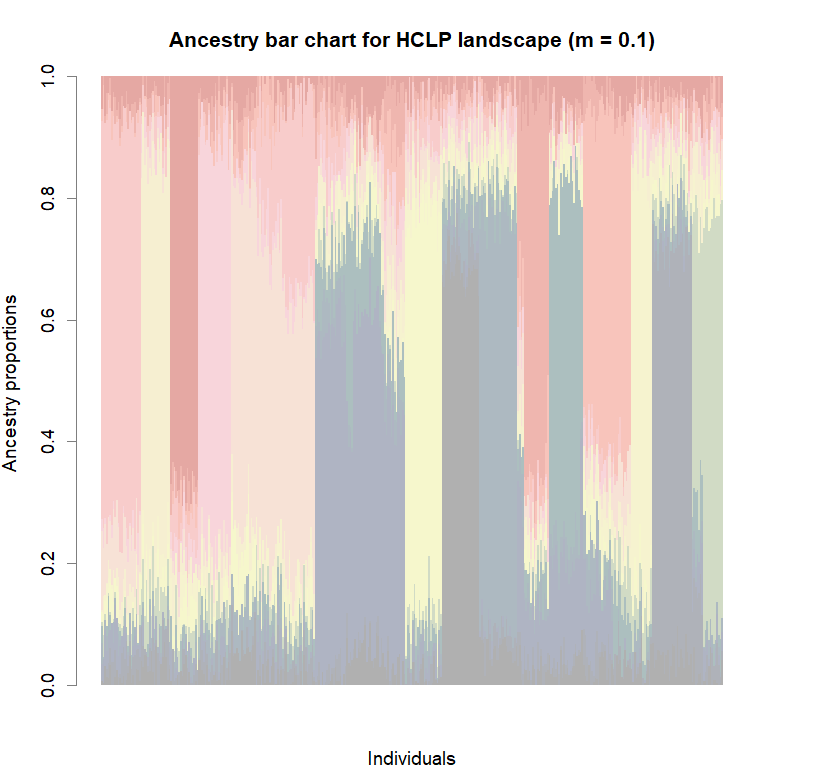 Ancestry bar chart for HCLP landscape (m = 0.1)
1.0
0.8
0.6
0.4
0.2
0.0
Ancestry proportions
Individuals